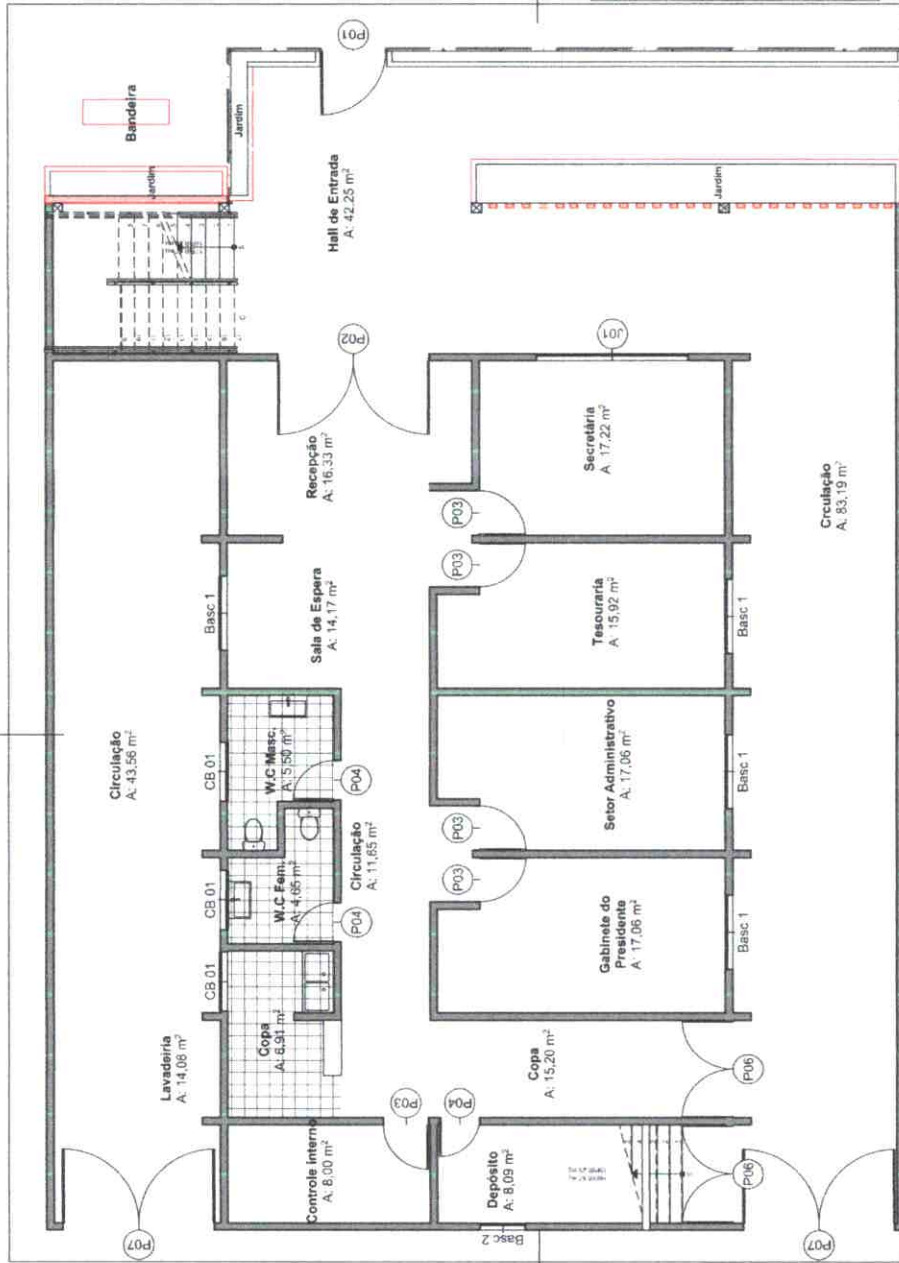 P01
Bandeira
Jardim
Jardim
Hall de Entrada
A: 42.25 m²
Jardim
P02
J01
Recepção
A: 16,33 m²
Secretária
A: 17,22 m²
P03
P03
Crculação
A: 83,19 m²
Basc 1
Sala de Espera
A: 14,17 m²
Tesouraria
A: 15,92 m²
Basc 1
Circulação
A: 43,56 m²
CB 01
W.C Masc.
A: 5,50 m²
P04
Setor Administrativo
A: 17,06 m²
Basc 1
P03
P03
CB 01
W.C Fem.
A: 4,65 m²
P04
Circulação
A: 11,65 m²
Gabinete do
Presidente
A: 17,06 m²
Basc 1
CB 01
Copa
A: 6,91 m²
Lavadeiria
A: 14,08 m²
Copa
A: 15,20 m²
P06
P03
P04
Controle interno
A: 8,00 m²
Depósito
A: 8,09 m²
P06
Basc 2
P07
P07